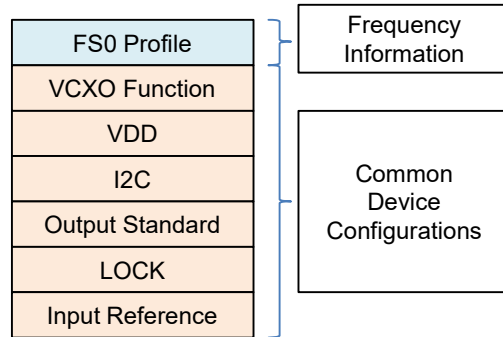 FS0 Profile
VCXO Function
VDD
I2C
Output Standard
LOCK
Input Reference
Frequency
Information
Common
Device
Configurations